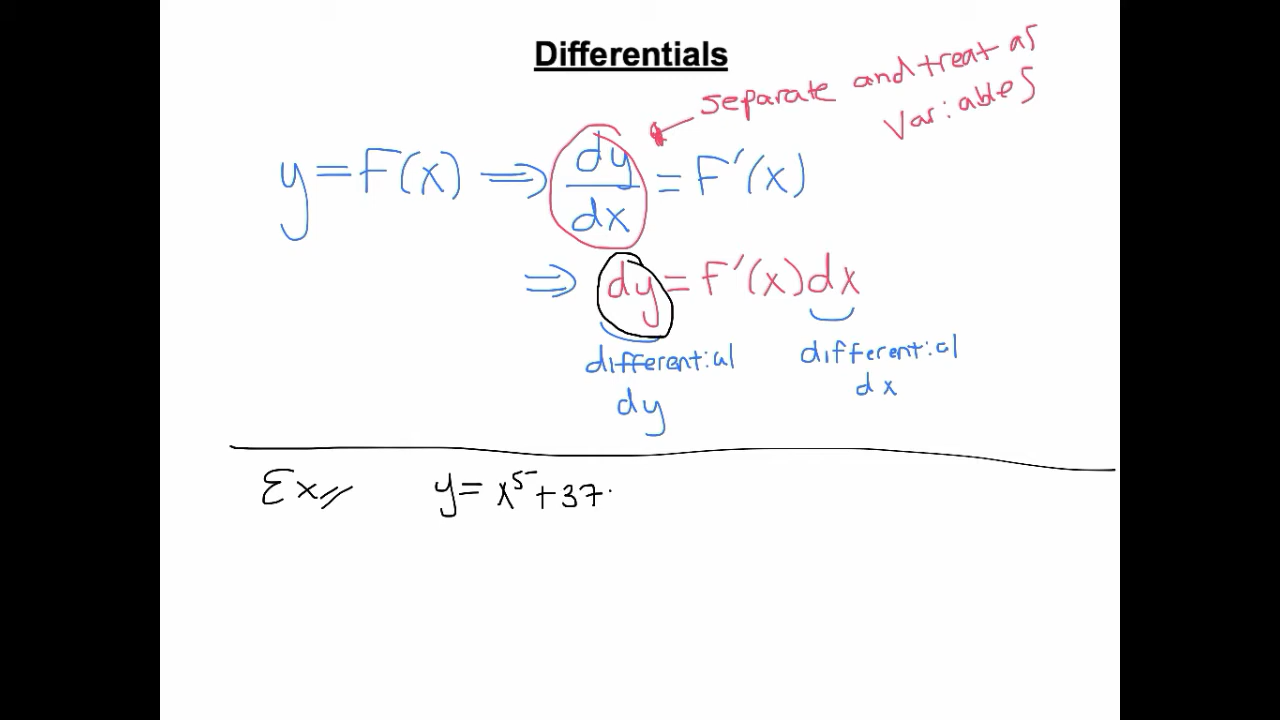 Differentials
separate and treat as
variables
y=F(x) ⇒ dy/dx = F'(x)
⇒ dy = F'(x)dx
differential differential
dy dx
Ex// y= x⁵+37